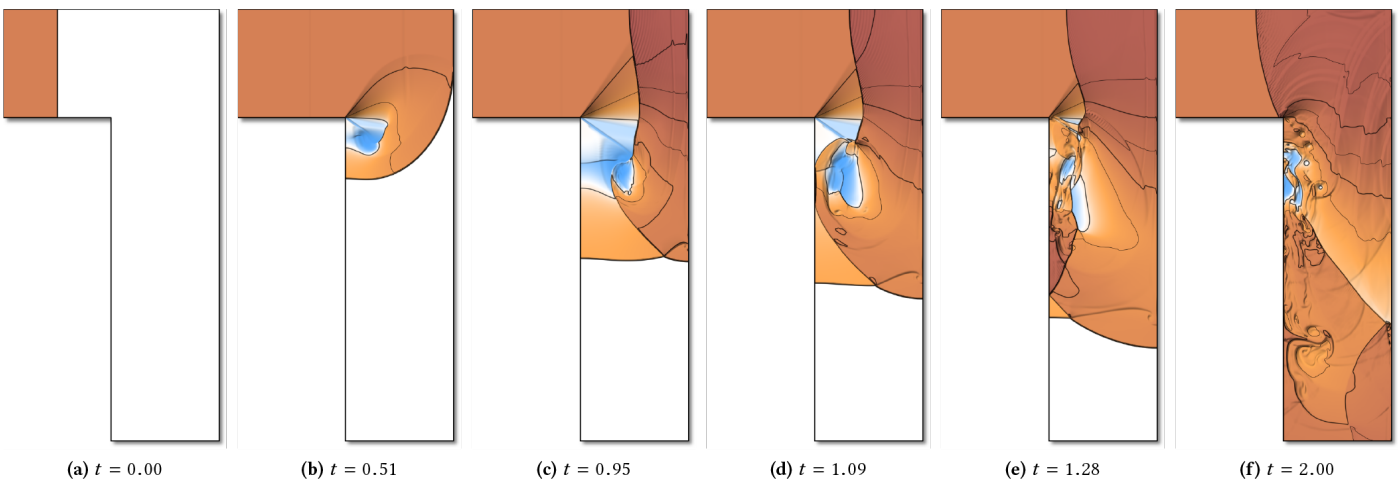 (a) t = 0.00 (b) t = 0.51 (c) t = 0.95 (d) t = 1.09 (e) t = 1.28 (f) t = 2.00